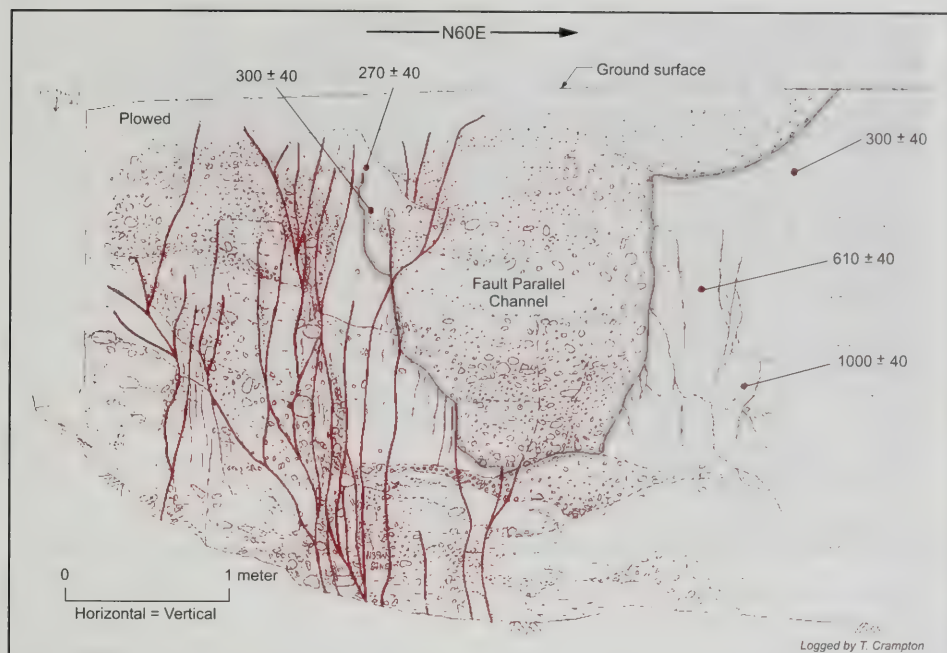 N60E
300 ± 40
270 ± 40
Ground surface
Plowed
300 ± 40
Fault Parallel
Channel
610 ± 40
1000 ± 40
0
1 meter
Horizontal = Vertical
Logged by T. Crampton